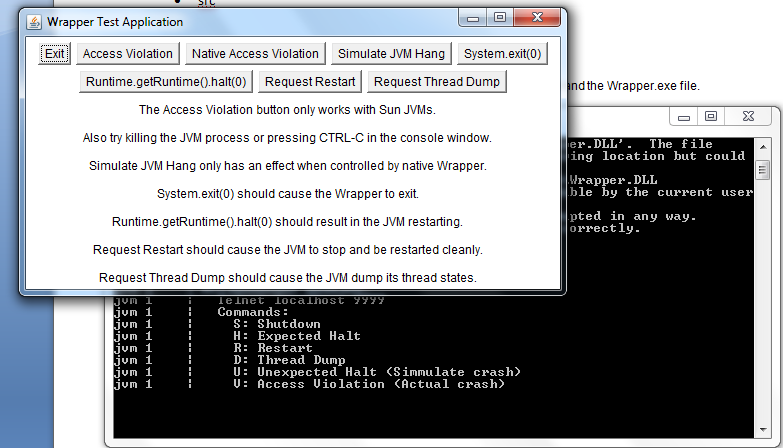 src
Wrapper Test Application
Exit Access Violation Native Access Violation Simulate JVM Hang System.exit(0)
Runtime.getRuntime().halt(0) Request Restart Request Thread Dump
The Access Violation button only works with Sun JVMs.
Also try killing the JVM process or pressing CTRL-C in the console window.
Simulate JVM Hang only has an effect when controlled by native Wrapper.
System.exit(0) should cause the Wrapper to exit.
Runtime.getRuntime().halt(0) should result in the JVM restarting.
Request Restart should cause the JVM to stop and be restarted cleanly.
Request Thread Dump should cause the JVM dump its thread states.
and the Wrapper.exe file.
per.DLL'.  The file
ing location but could
Wrapper.DLL
ble by the current user
pted in any way.
orrectly.
jvm 1    |   Telnet localhost 9999
jvm 1    |   Commands:
jvm 1    |     S: Shutdown
jvm 1    |     H: Expected Halt
jvm 1    |     R: Restart
jvm 1    |     D: Thread Dump
jvm 1    |     U: Unexpected Halt (Simmulate crash)
jvm 1    |     V: Access Violation (Actual crash)